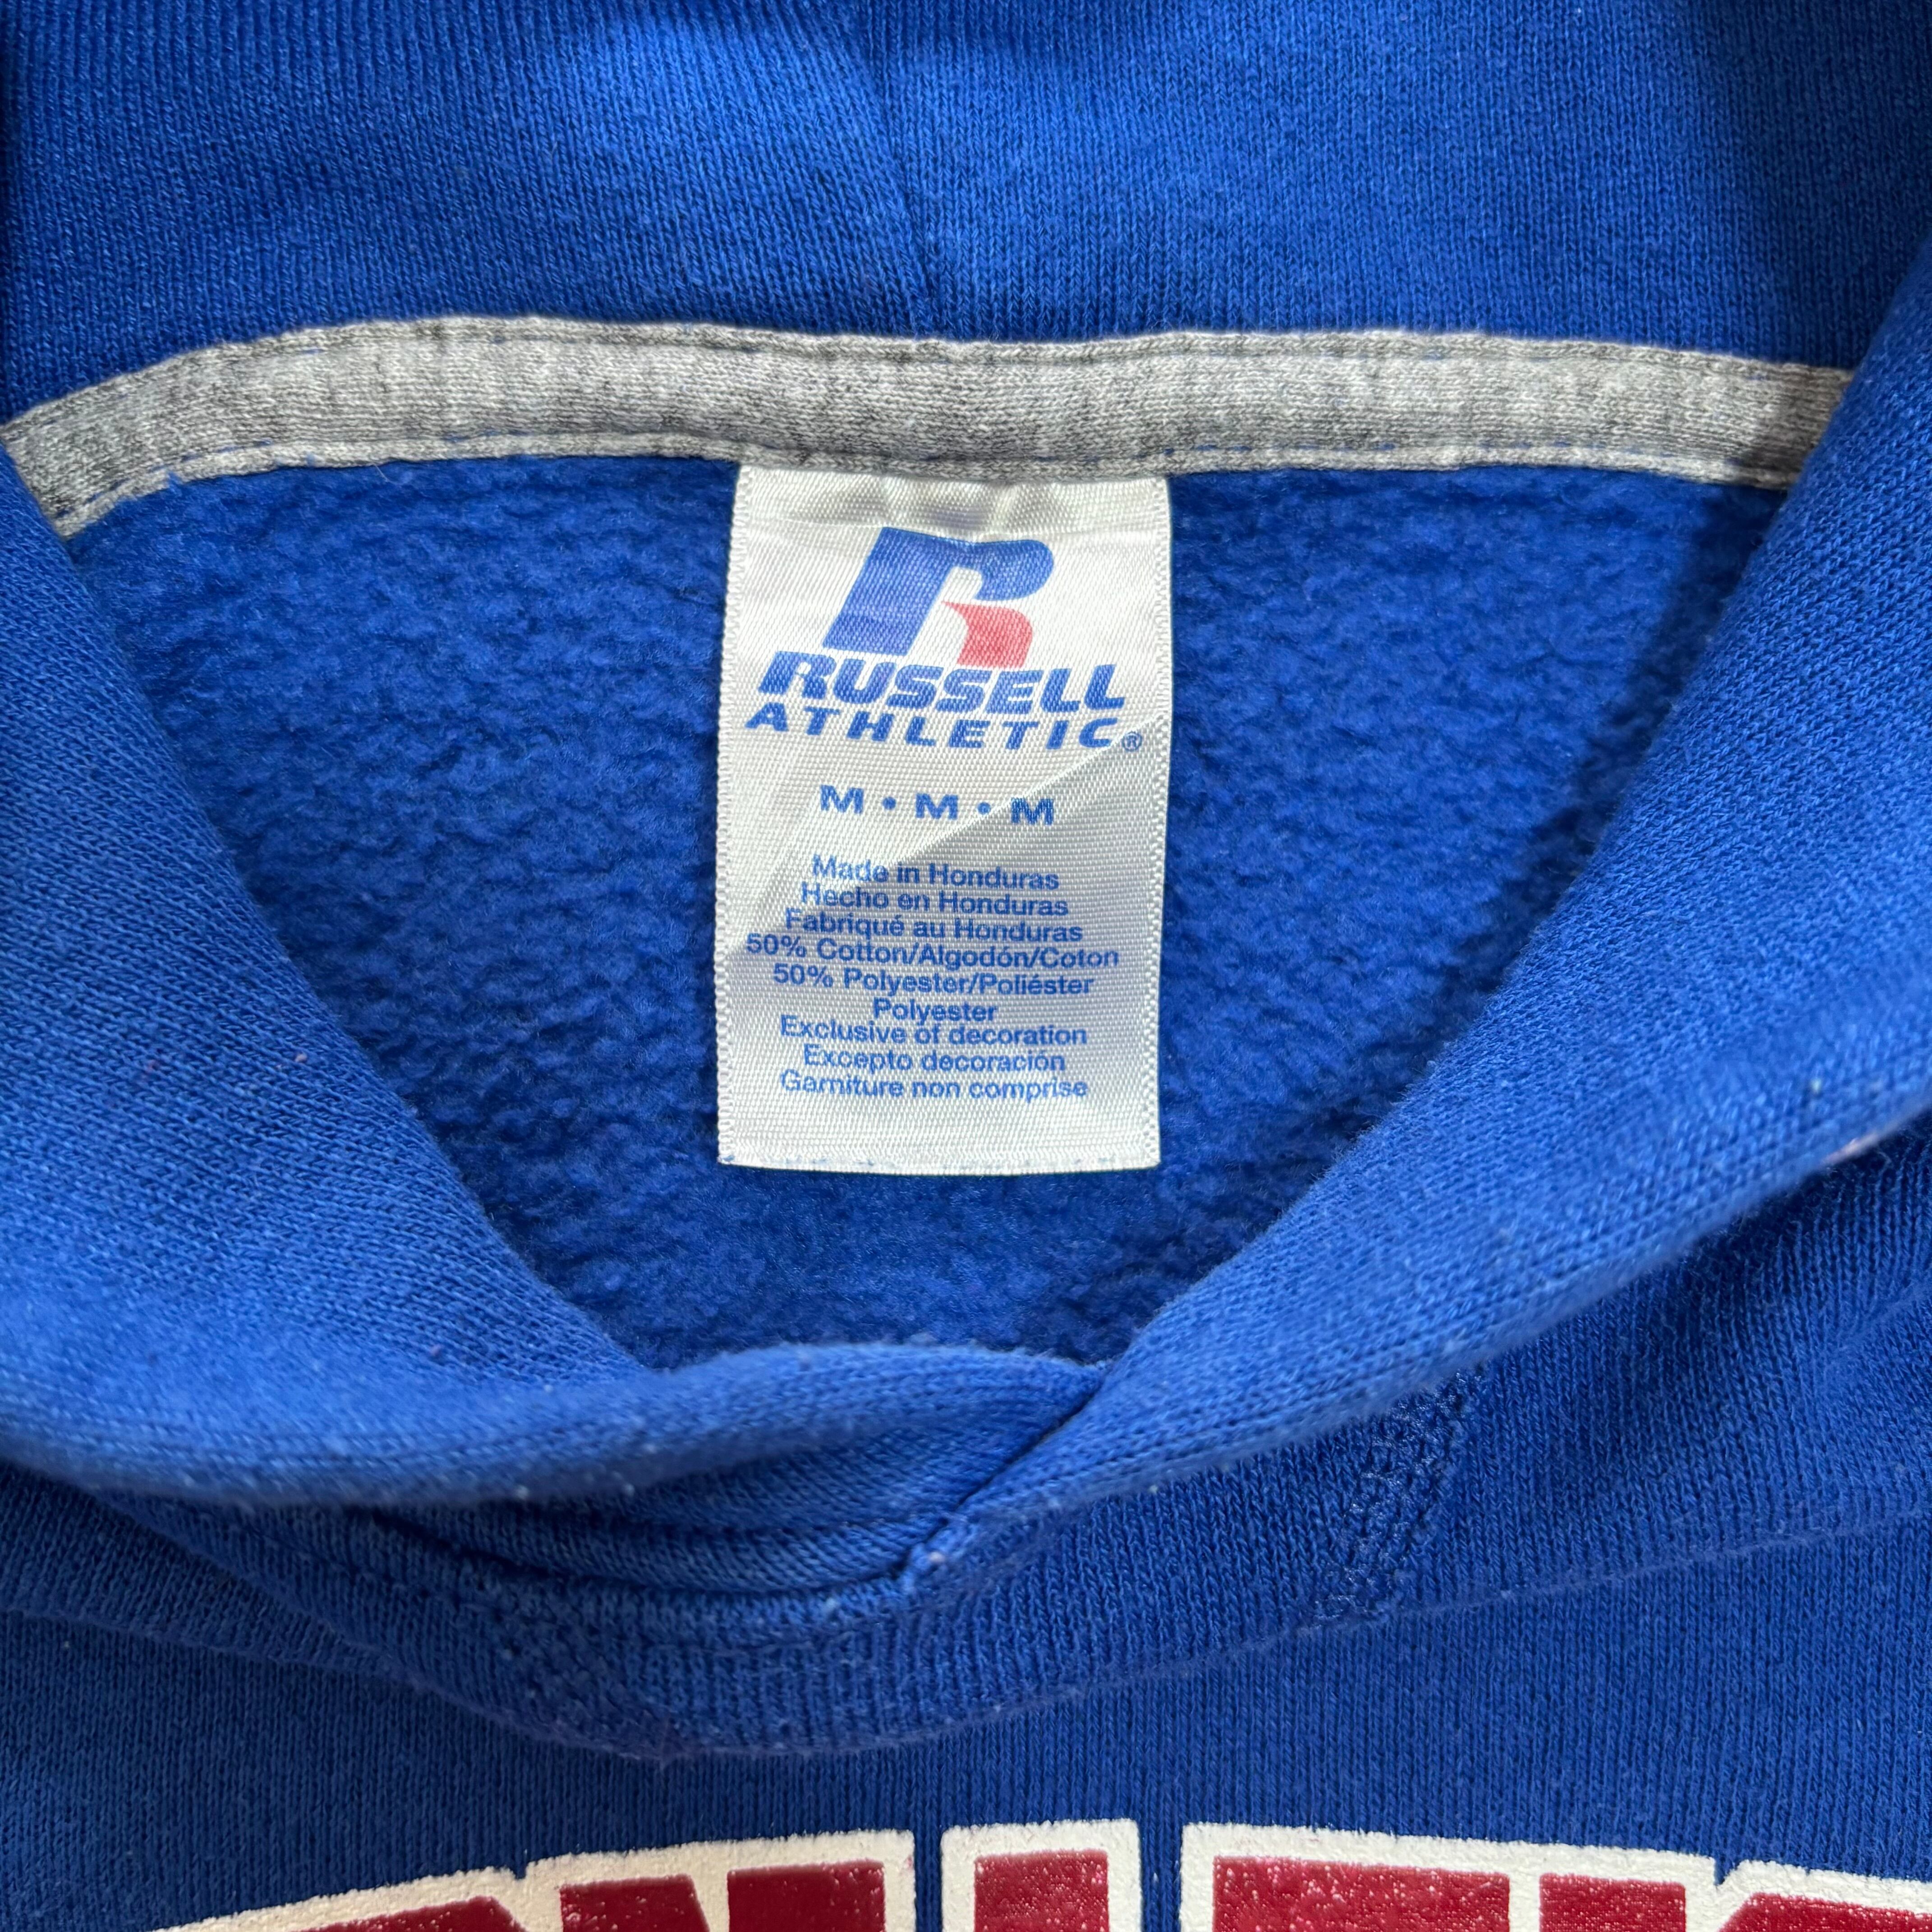 R
RUSSELL
ATHLETIC®
M • M • M
Made in Honduras
Hecho en Honduras
Fabriqué au Honduras
50% Cotton/Algodón/Coton
50% Polyester/Poliéster
Polyester
Exclusive of decoration
Excepto decoración
Garniture non comprise